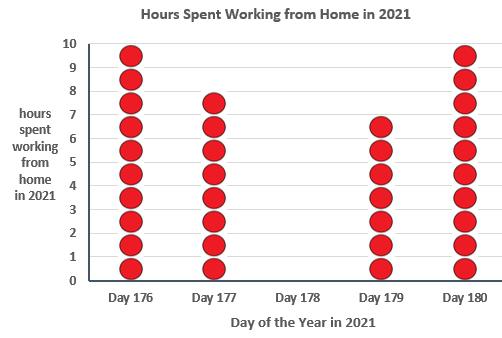 Hours Spent Working from Home in 2021
10
9
8
7
6
5
4
3
2
1
0
hours
spent
working
from
home
in 2021
Day 176 Day 177 Day 178 Day 179 Day 180
Day of the Year in 2021